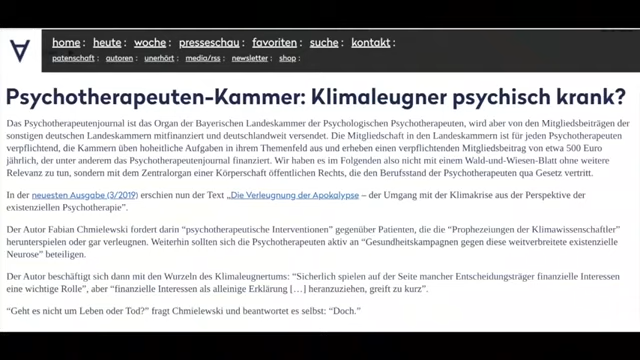 home : heute : woche : presseschau : favoriten : suche : kontakt :
patenschaft : autoren : unerhört : media/rss : newsletter : shop :
Psychotherapeuten-Kammer: Klimaleugner psychisch krank?
Das Psychotherapeutenjournal ist das Organ der Bayerischen Landeskammer der Psychologischen Psychotherapeuten, wird aber von den Mitgliedsbeiträgen der
sonstigen deutschen Landeskammern mitfinanziert und deutschlandweit versendet. Die Mitgliedschaft in den Landeskammern ist für jeden Psychotherapeuten
verpflichtend, die Kammern üben hoheitliche Aufgaben in ihrem Themenfeld aus und erheben einen verpflichtenden Mitgliedsbeitrag von etwa 500 Euro
jährlich, der unter anderem das Psychotherapeutenjournal finanziert. Wir haben es im Folgenden also nicht mit einem Wald-und-Wiesen-Blatt ohne weitere
Relevanz zu tun, sondern mit dem Zentralorgan einer Körperschaft öffentlichen Rechts, die den Berufsstand der Psychotherapeuten qua Gesetz vertritt.
In der neuesten Ausgabe (3/2019) erschien nun der Text „Die Verleugnung der Apokalypse – der Umgang mit der Klimakrise aus der Perspektive der
existenziellen Psychotherapie”.
Der Autor Fabian Chmielewski fordert darin “psychotherapeutische Interventionen” gegenüber Patienten, die die “Prophezeiungen der Klimawissenschaftler”
herunterspielen oder gar verleugnen. Weiterhin sollten sich die Psychotherapeuten aktiv an “Gesundheitskampagnen gegen diese weitverbreitete existenzielle
Neurose” beteiligen.
Der Autor beschäftigt sich dann mit den Wurzeln des Klimaleugnertums: “Sicherlich spielen auf der Seite mancher Entscheidungsträger finanzielle Interessen
eine wichtige Rolle”, aber “finanzielle Interessen als alleinige Erklärung […] heranzuziehen, greift zu kurz”.
“Geht es nicht um Leben oder Tod?” fragt Chmielewski und beantwortet es selbst: “Doch.”